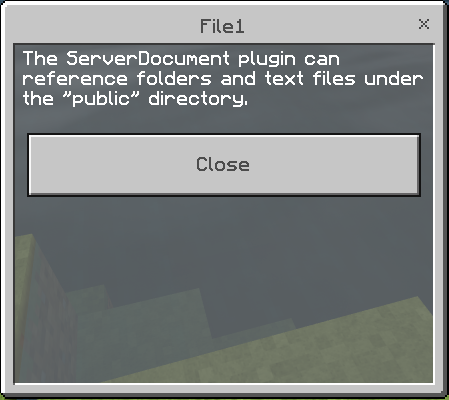 File1
The ServerDocument plugin can
reference folders and text files under
the "public" directory.
Close